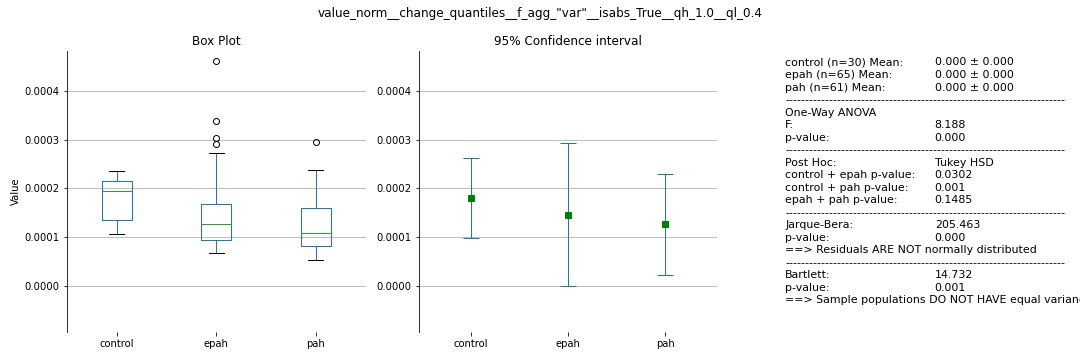 value_norm__change_quantiles__f_agg_"var"__isabs_True__qh_1.0__ql_0.4
Box Plot
Value
0.0004
0.0003
0.0002
0.0001
0.0000
control epah pah
95% Confidence interval
0.0004
0.0003
0.0002
0.0001
0.0000
control epah pah
control (n=30) Mean: 0.000 ± 0.000
epah (n=65) Mean: 0.000 ± 0.000
pah (n=61) Mean: 0.000 ± 0.000
One-Way ANOVA
F: 8.188
p-value: 0.000
Post Hoc: Tukey HSD
control + epah p-value: 0.0302
control + pah p-value: 0.001
epah + pah p-value: 0.1485
Jarque-Bera: 205.463
p-value: 0.000
==> Residuals ARE NOT normally distributed
Bartlett: 14.732
p-value: 0.001
==> Sample populations DO NOT HAVE equal varian